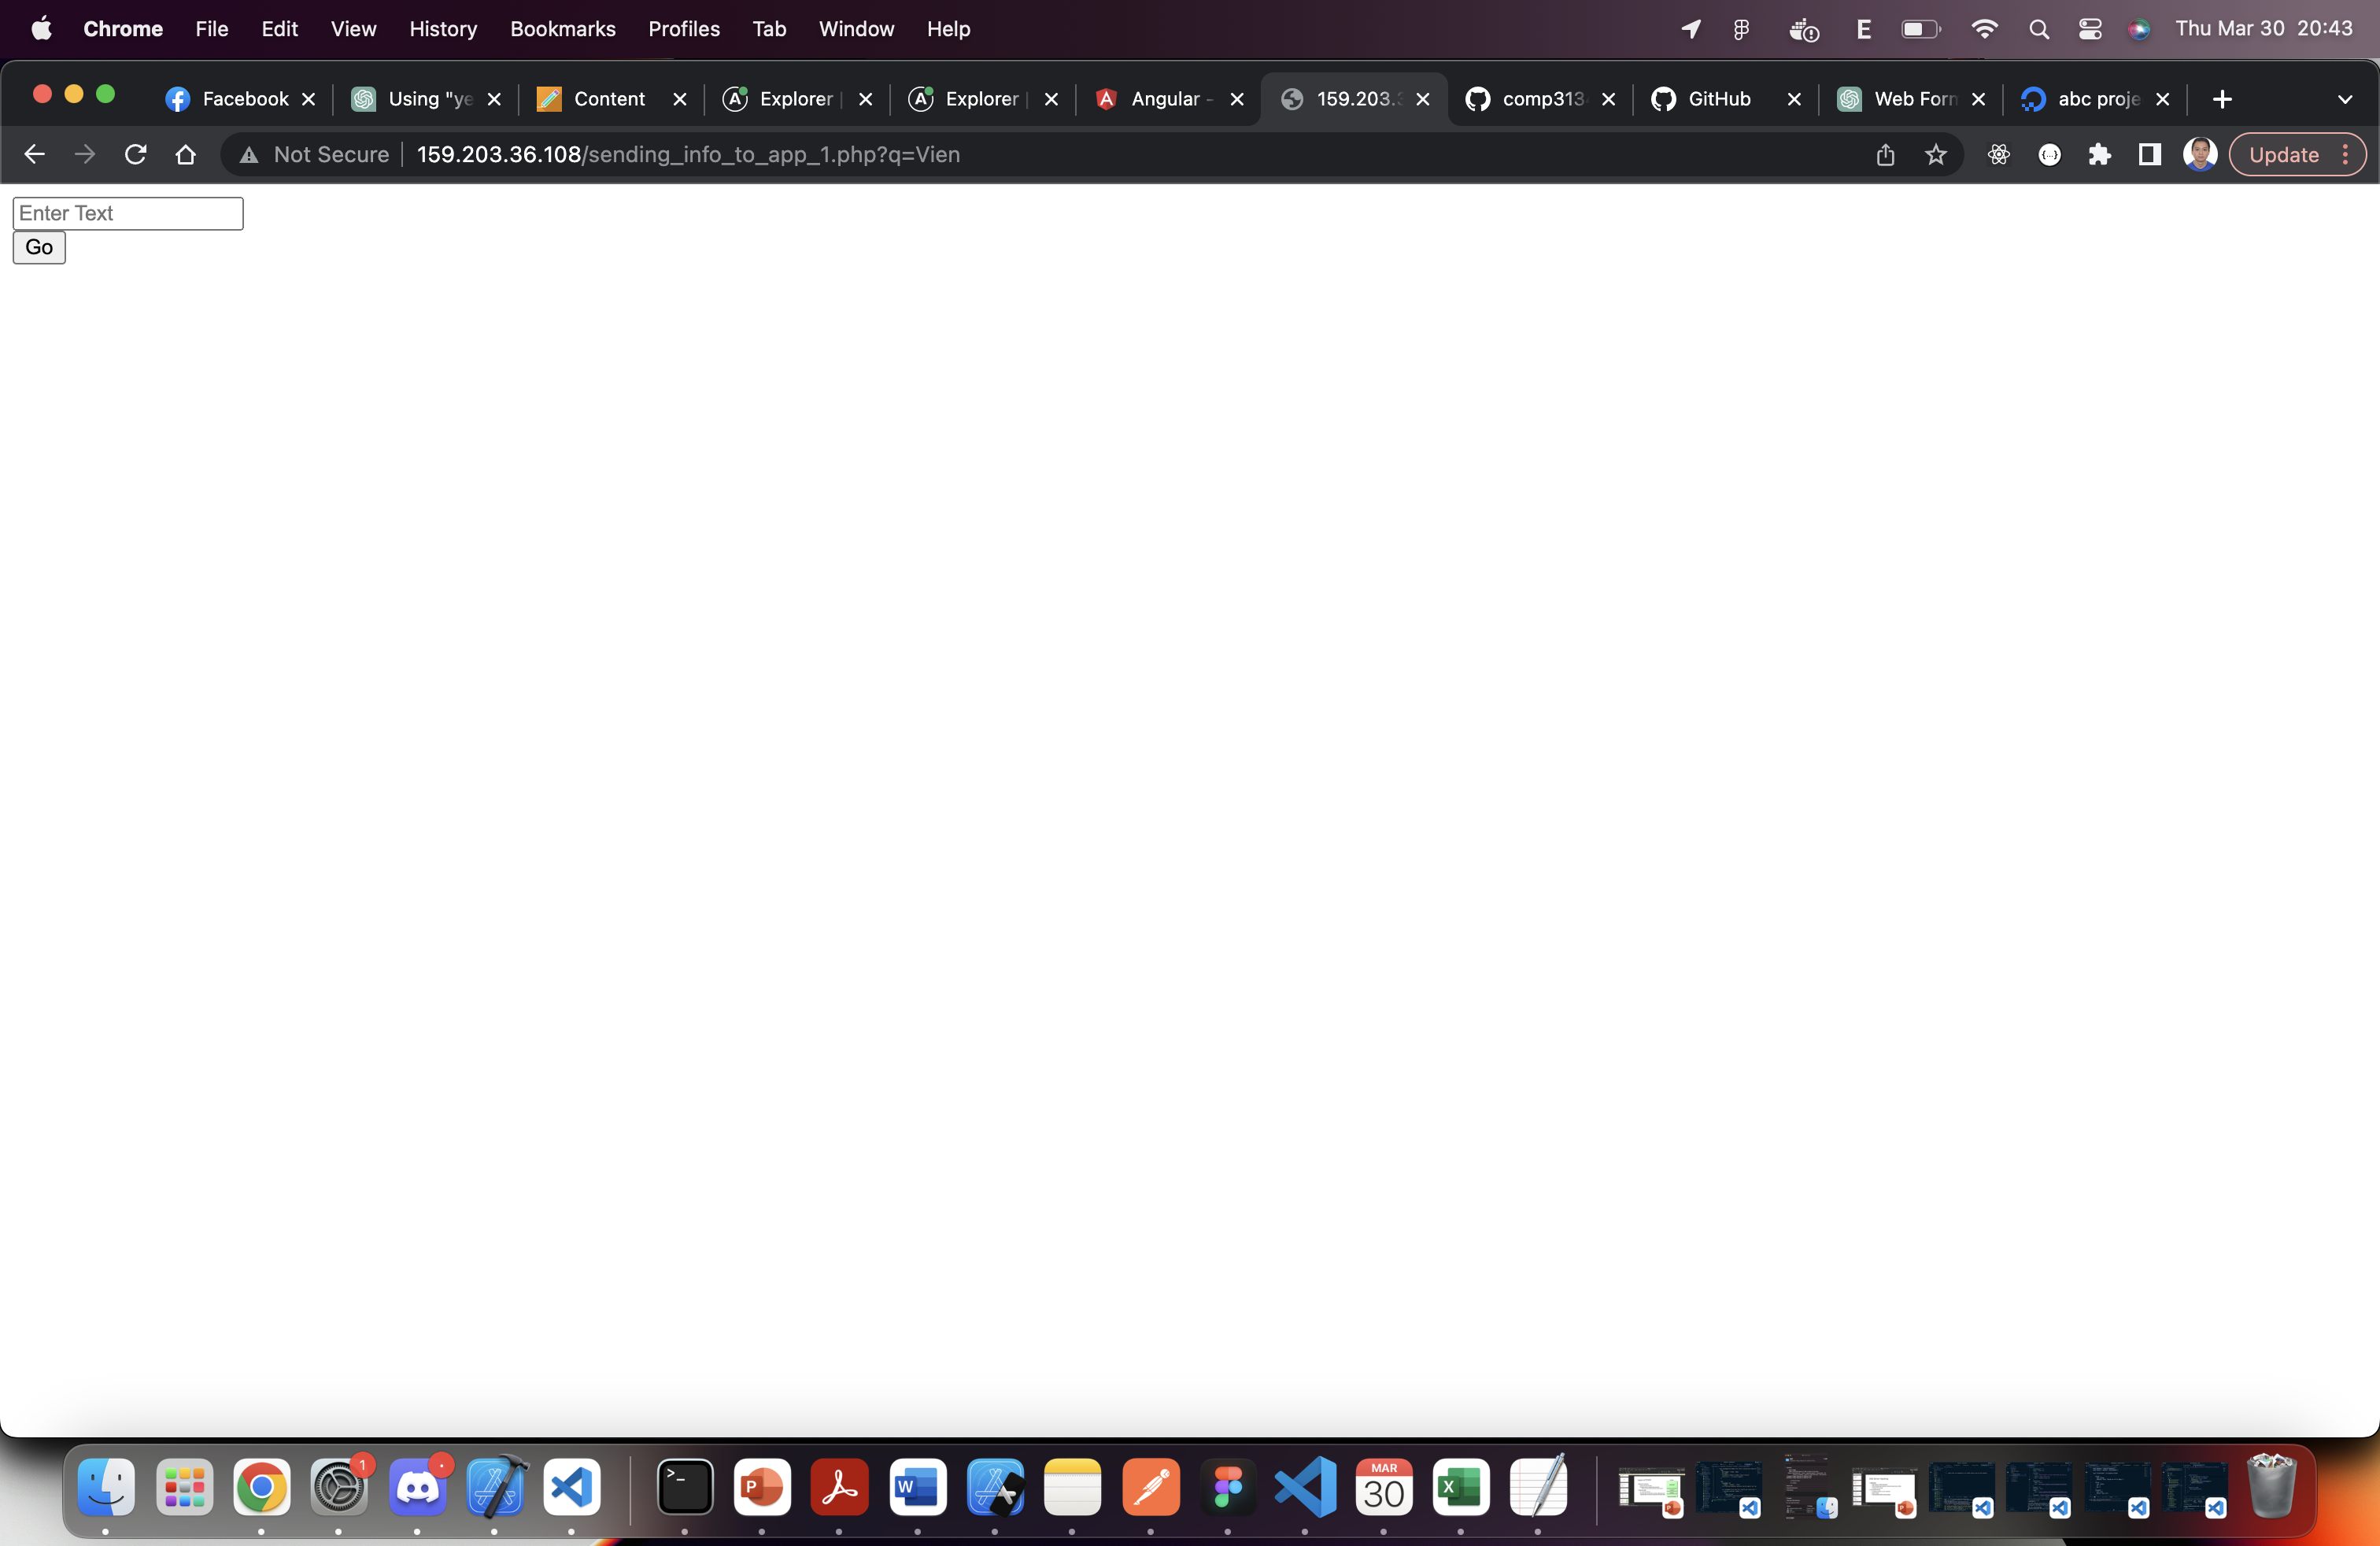 Chrome File Edit View History Bookmarks Profiles Tab Window Help E Thu Mar 30 20:43
Facebook Using "ye Content Explorer Explorer Angular - 159.203.3 comp313 GitHub Web Forn abc proje
Not Secure 159.203.36.108/sending_info_to_app_1.php?q=Vien Update
Enter Text
Go
1 MAR
>_ P W 30 X